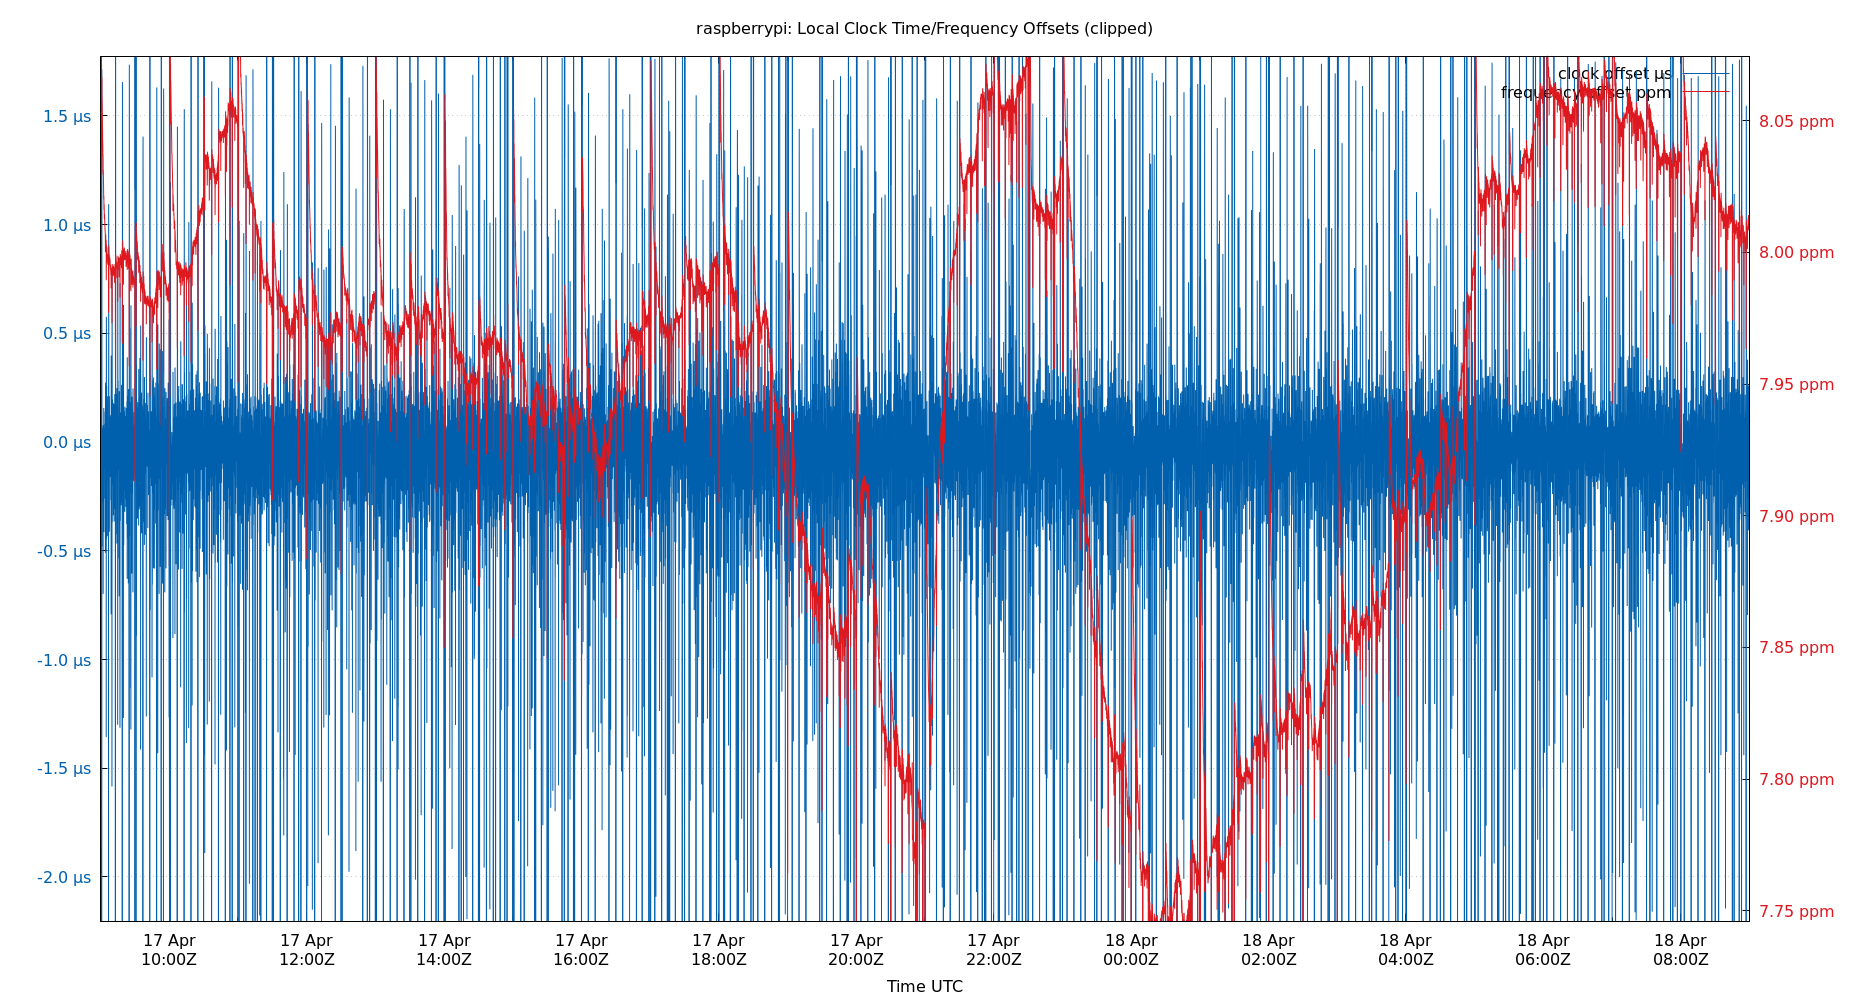 raspberrypi: Local Clock Time/Frequency Offsets (clipped)
clock offset µs
frequency offset ppm
1.5 µs
1.0 µs
0.5 µs
0.0 µs
-0.5 µs
-1.0 µs
-1.5 µs
-2.0 µs
8.05 ppm
8.00 ppm
7.95 ppm
7.90 ppm
7.85 ppm
7.80 ppm
7.75 ppm
17 Apr 17 Apr 17 Apr 17 Apr 17 Apr 17 Apr 17 Apr 18 Apr 18 Apr 18 Apr 18 Apr 18 Apr
10:00Z 12:00Z 14:00Z 16:00Z 18:00Z 20:00Z 22:00Z 00:00Z 02:00Z 04:00Z 06:00Z 08:00Z
Time UTC